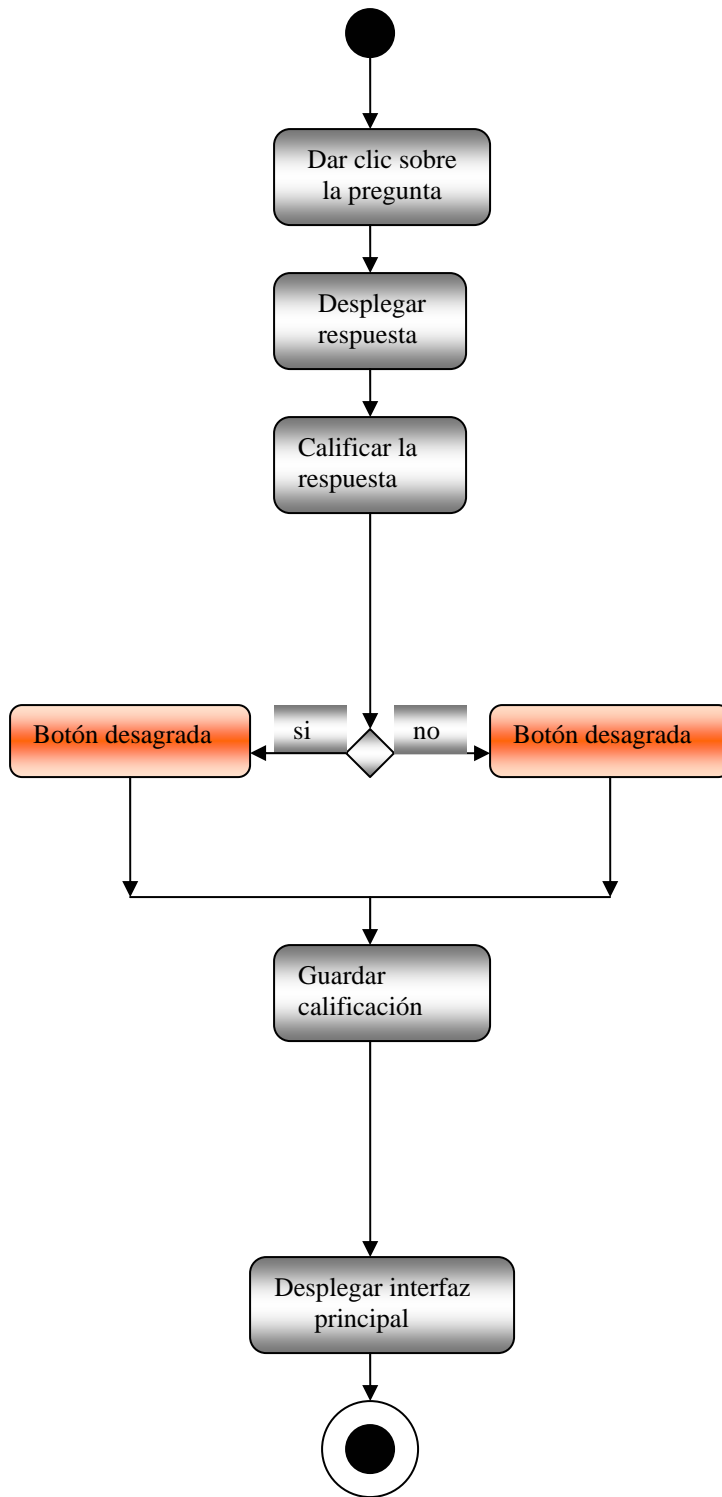 Dar clic sobre
la pregunta
Desplegar
respuesta
Calificar la
respuesta
si
no
Botón desagrada
Botón desagrada
Guardar
calificación
Desplegar interfaz
principal